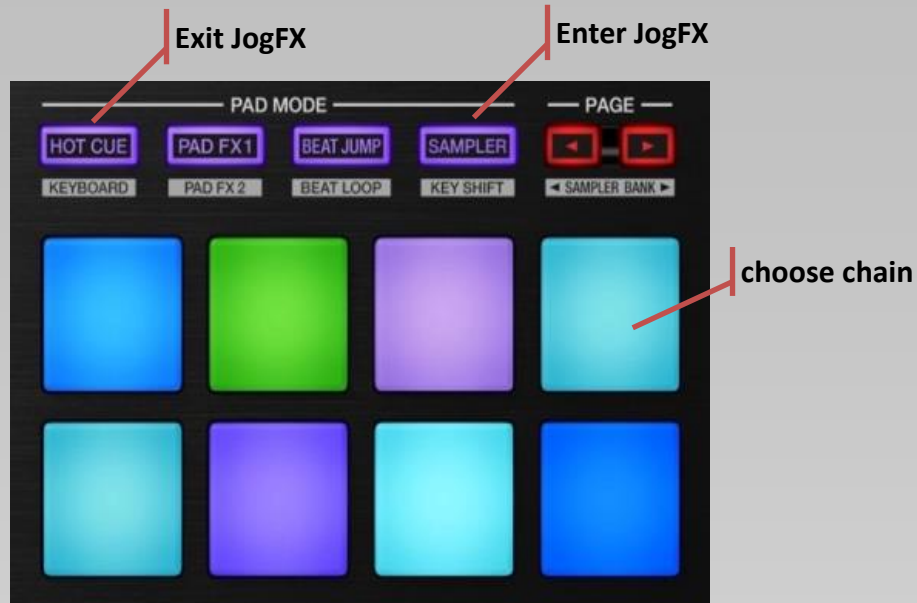 Exit JogFX
Enter JogFX
PAD MODE
PAGE
HOT CUE
PAD FX1
BEAT JUMP
SAMPLER
KEYBOARD
PAD FX 2
BEAT LOOP
KEY SHIFT
◄ SAMPLER BANK ►
choose chain